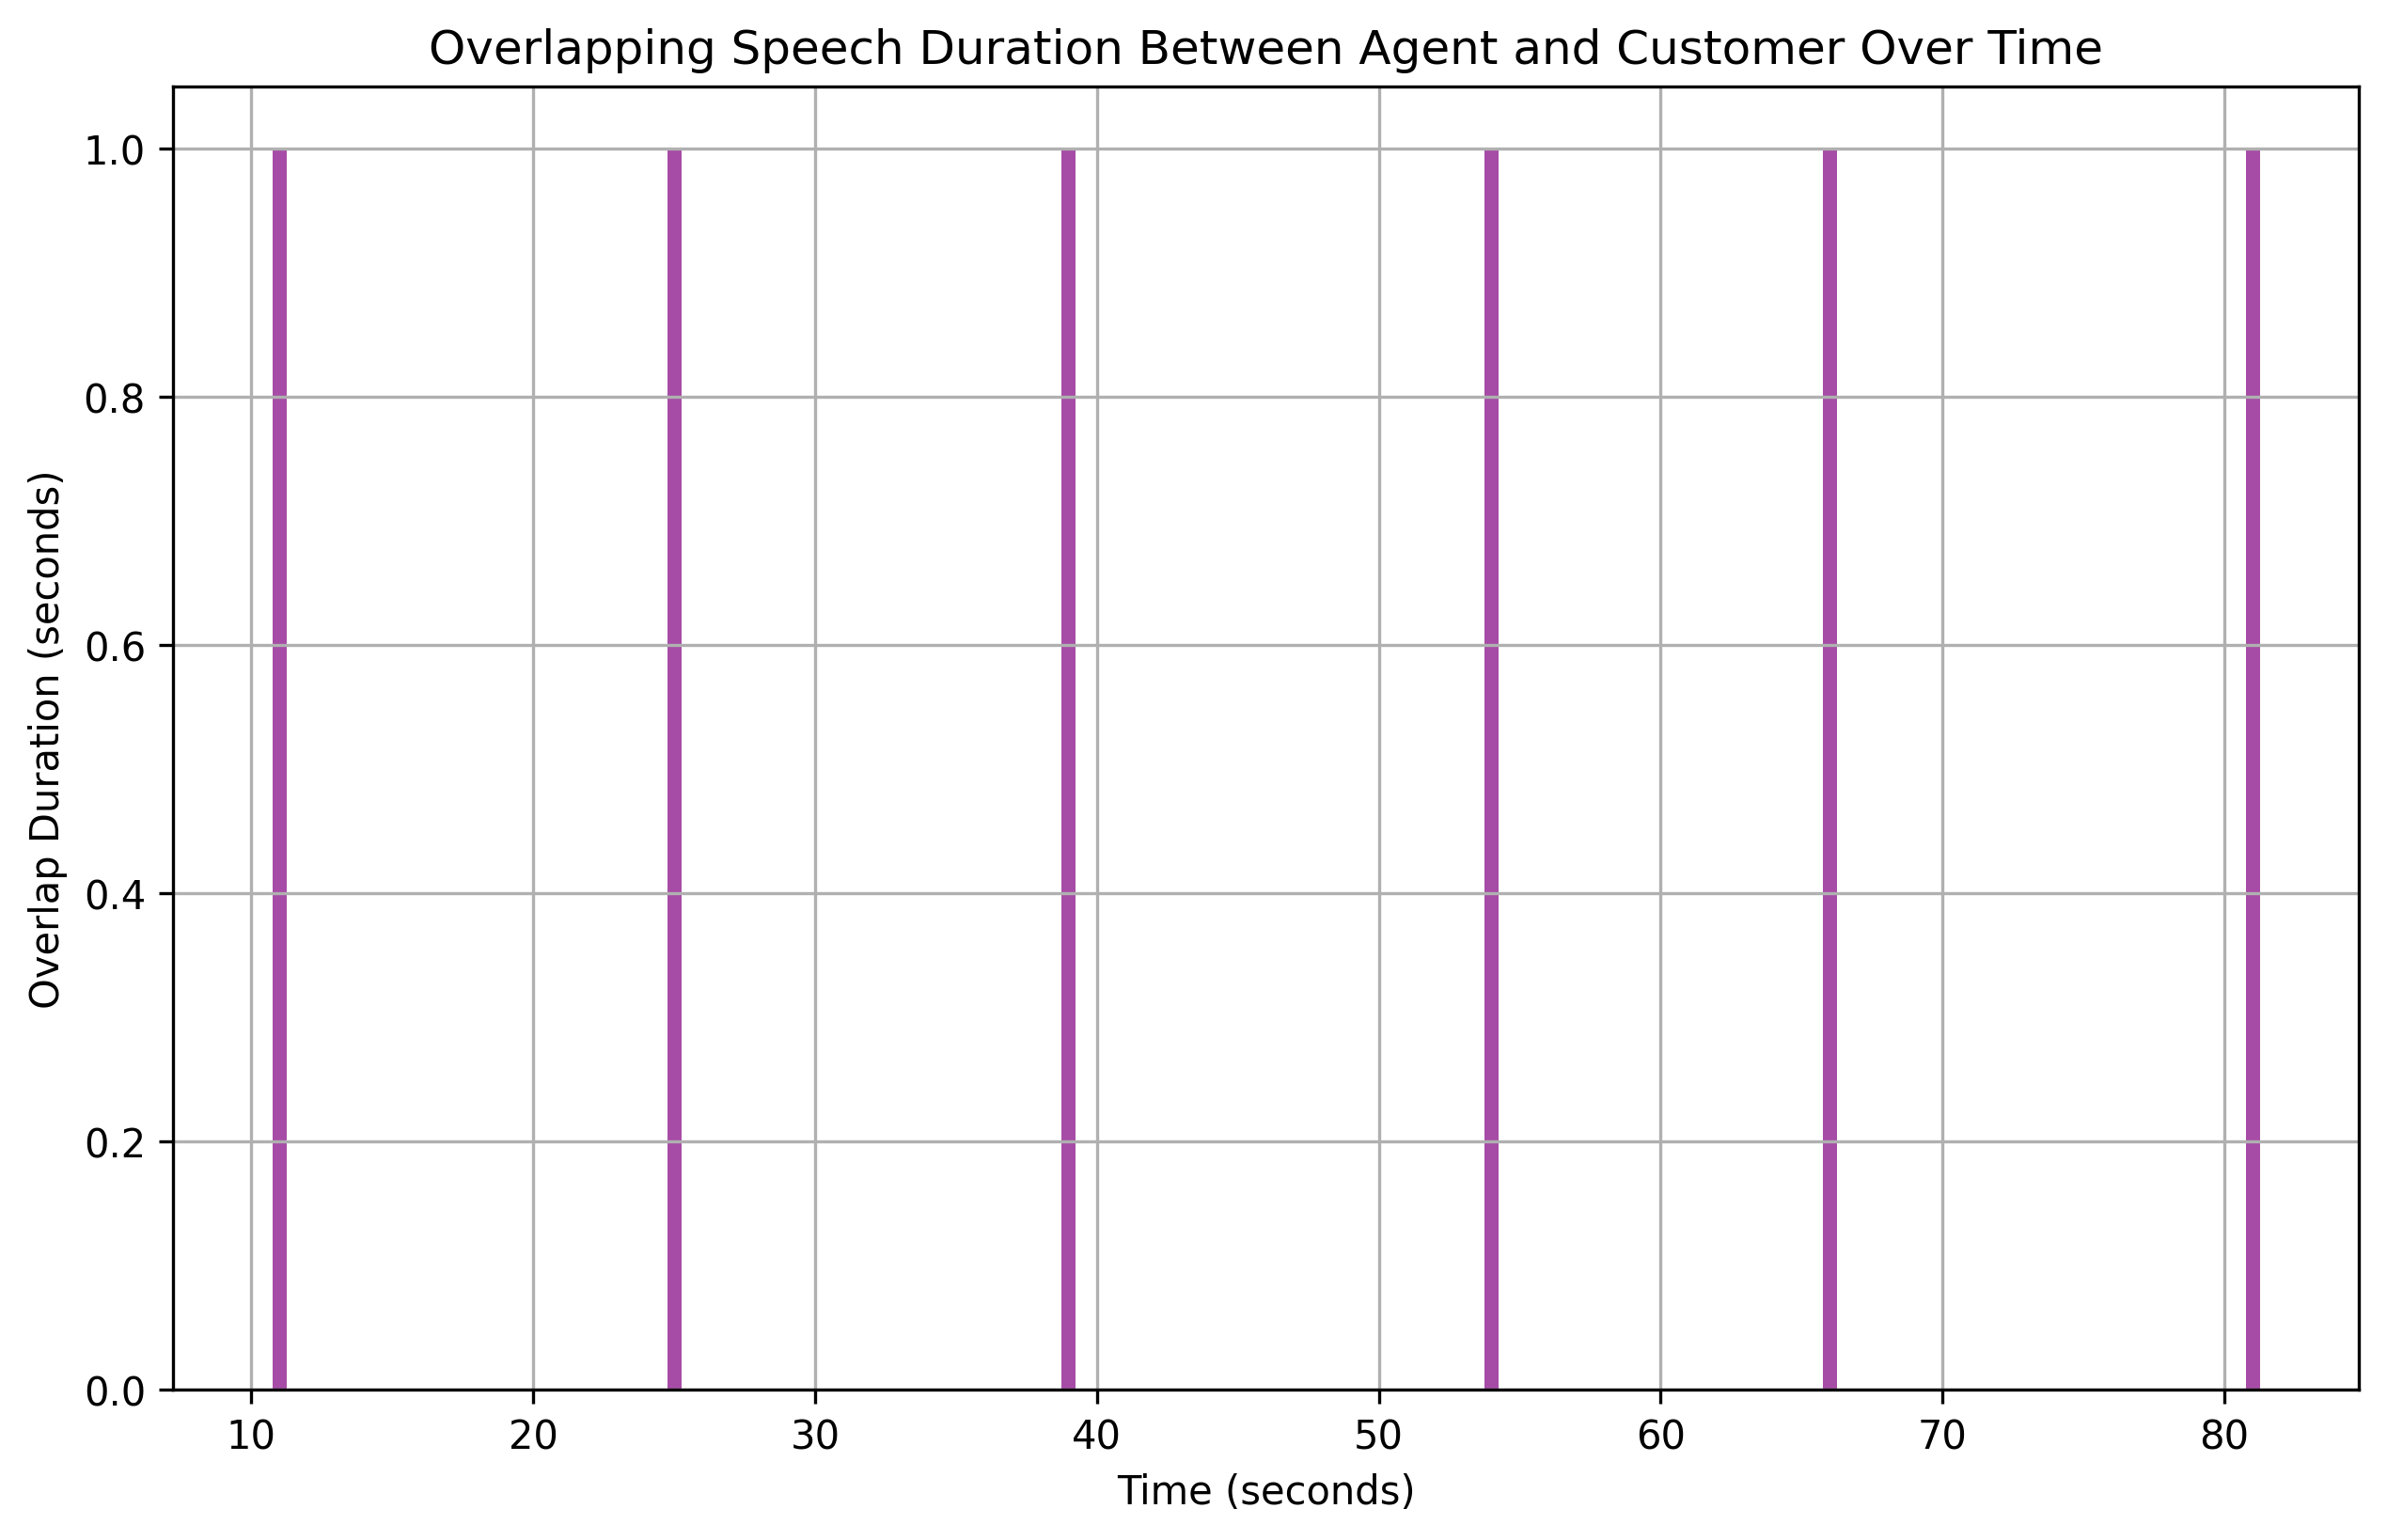 Overlapping Speech Duration Between Agent and Customer Over Time
Overlap Duration (seconds)
1.0
0.8
0.6
0.4
0.2
0.0
10 20 30 40 50 60 70 80
Time (seconds)